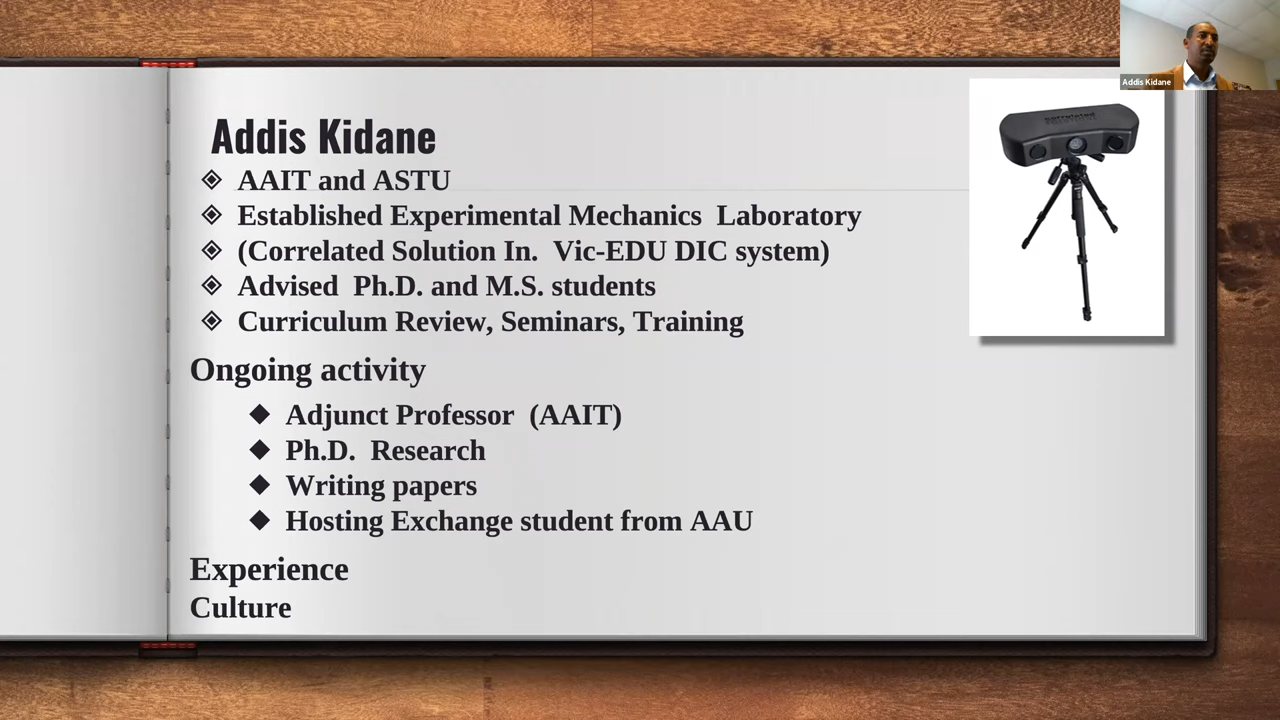 Addis Kidane
Addis Kidane
AAIT and ASTU
Established Experimental Mechanics Laboratory
(Correlated Solution In. Vic-EDU DIC system)
Advised Ph.D. and M.S. students
Curriculum Review, Seminars, Training
Ongoing activity
Adjunct Professor (AAIT)
Ph.D. Research
Writing papers
Hosting Exchange student from AAU
Experience
Culture